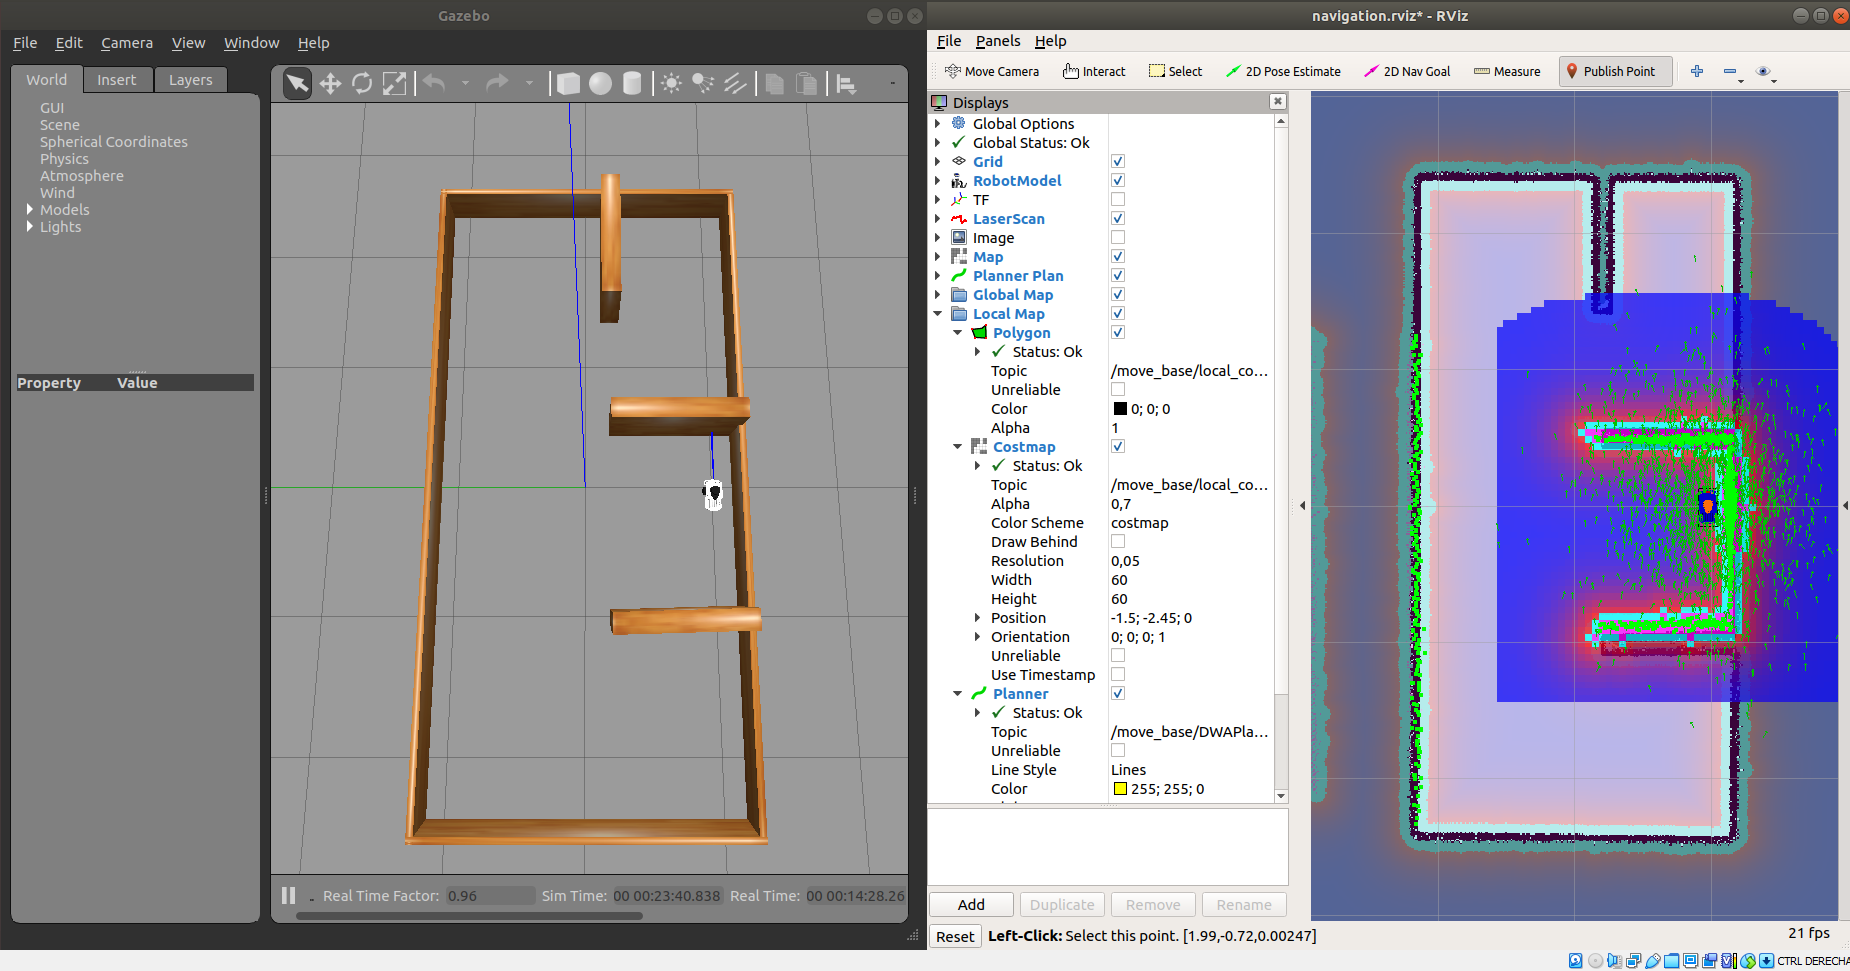 Gazebo
File Edit Camera View Window Help
World Insert Layers
GUI
Scene
Spherical Coordinates
Physics
Atmosphere
Wind
Models
Lights
Property Value
Real Time Factor: 0.96 Sim Time: 00 00:23:40.838 Real Time: 00 00:14:28.26
navigation.rviz* - RViz
File Panels Help
Move Camera Interact Select 2D Pose Estimate 2D Nav Goal Measure Publish Point
Displays
Global Options
Global Status: Ok
Grid
RobotModel
TF
LaserScan
Image
Map
Planner Plan
Global Map
Local Map
Polygon
Status: Ok
Topic /move_base/local_co...
Unreliable
Color 0; 0; 0
Alpha 1
Costmap
Status: Ok
Topic /move_base/local_co...
Alpha 0,7
Color Scheme costmap
Draw Behind
Resolution 0,05
Width 60
Height 60
Position -1.5; -2.45; 0
Orientation 0; 0; 0; 1
Unreliable
Use Timestamp
Planner
Status: Ok
Topic /move_base/DWAPla...
Unreliable
Line Style Lines
Color 255; 255; 0
Add Duplicate Remove Rename
Reset Left-Click: Select this point. [1.99,-0.72,0.00247] 21 fps
CTRL DERECHA